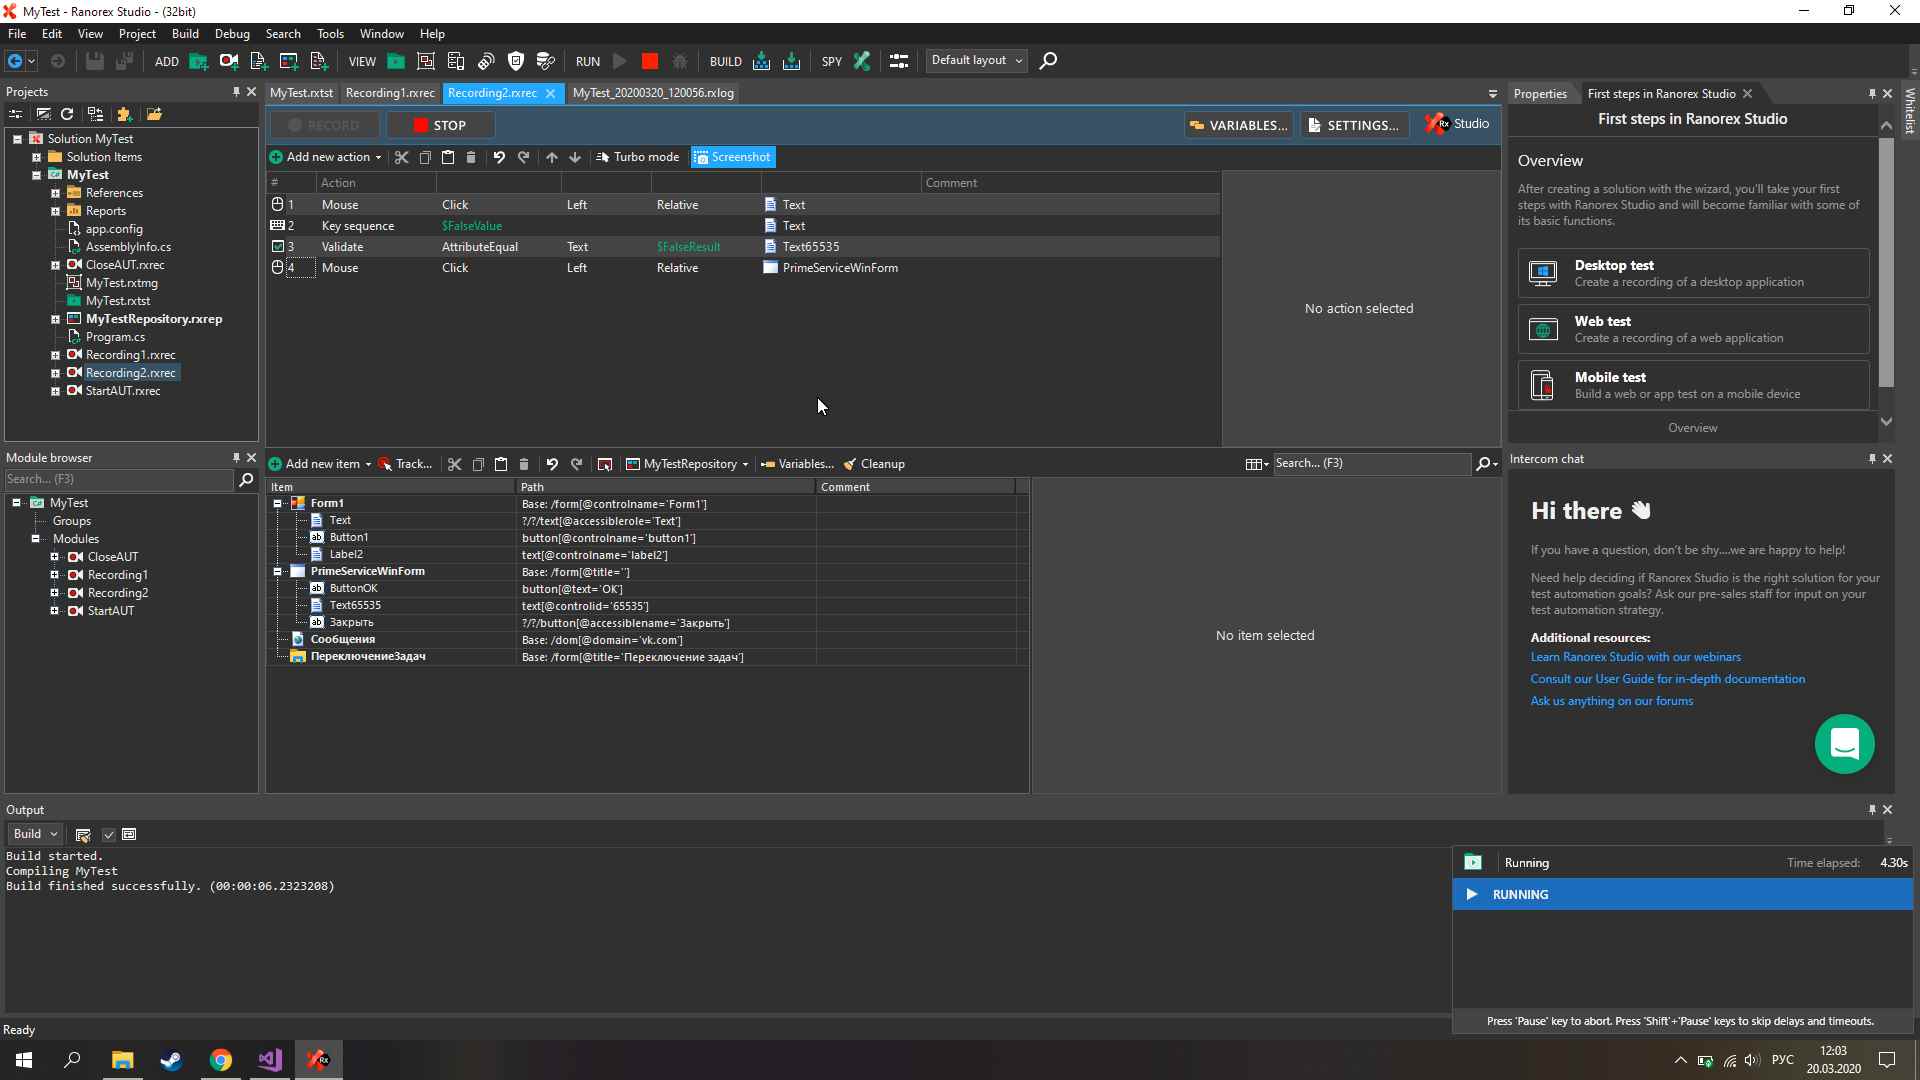 MyTest - Ranorex Studio - (32bit)
File Edit View Project Build Debug Search Tools Window Help
ADD VIEW RUN BUILD SPY Default layout
Projects
Solution MyTest
Solution Items
MyTest
References
Reports
app.config
AssemblyInfo.cs
CloseAUT.rxrec
MyTest.rxtmg
MyTest.rxtst
MyTestRepository.rxrep
Program.cs
Recording1.rxrec
Recording2.rxrec
StartAUT.rxrec
Module browser
Search... (F3)
MyTest
Groups
Modules
CloseAUT
Recording1
Recording2
StartAUT
MyTest.rxtst Recording1.rxrec Recording2.rxrec MyTest_20200320_120056.rxlog
RECORD STOP VARIABLES... SETTINGS... Rx Studio
Add new action Turbo mode Screenshot
# Action Comment
1 Mouse Click Left Relative Text
2 Key sequence $FalseValue Text
3 Validate AttributeEqual Text $FalseResult Text65535
4 Mouse Click Left Relative PrimeServiceWinForm
No action selected
Add new item Track... MyTestRepository Variables... Cleanup Search... (F3)
Item Path Comment
Form1 Base: /form[@controlname='Form1']
Text ?/?/text[@accessiblerole='Text']
Button1 button[@controlname='button1']
Label2 text[@controlname='label2']
PrimeServiceWinForm Base: /form[@title='']
ButtonOK button[@text='OK']
Text65535 text[@controlid='65535']
Закрыть ?/?/button[@accessiblename='Закрыть']
Сообщения Base: /dom[@domain='vk.com']
ПереключениеЗадач Base: /form[@title='Переключение задач']
No item selected
Properties First steps in Ranorex Studio
Whitelist
First steps in Ranorex Studio
Overview
After creating a solution with the wizard, you'll take your first
steps with Ranorex Studio and will become familiar with some of
its basic functions.
Desktop test
Create a recording of a desktop application
Web test
Create a recording of a web application
Mobile test
Build a web or app test on a mobile device
Overview
Intercom chat
Hi there
If you have a question, don't be shy....we are happy to help!
Need help deciding if Ranorex Studio is the right solution for your
test automation goals? Ask our pre-sales staff for input on your
test automation strategy.
Additional resources:
Learn Ranorex Studio with our webinars
Consult our User Guide for in-depth documentation
Ask us anything on our forums
Output
Build
Build started.
Compiling MyTest
Build finished successfully. (00:00:06.2323208)
Running Time elapsed: 4.30s
RUNNING
Press 'Pause' key to abort. Press 'Shift'+'Pause' keys to skip delays and timeouts.
Ready
Rx
РУС
12:03
20.03.2020